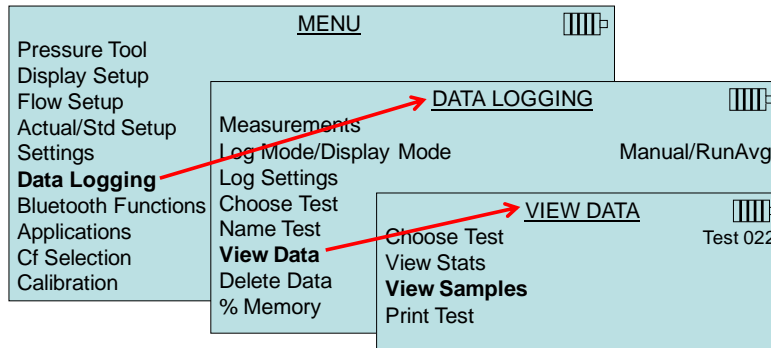 MENU
Pressure Tool
Display Setup
Flow Setup
Actual/Std Setup
Settings
Data Logging
Bluetooth Functions
Applications
Cf Selection
Calibration
DATA LOGGING
Measurements
Log Mode/Display Mode Manual/RunAvg
Log Settings
Choose Test
Name Test
View Data
Delete Data
% Memory
VIEW DATA
Choose Test Test 022
View Stats
View Samples
Print Test